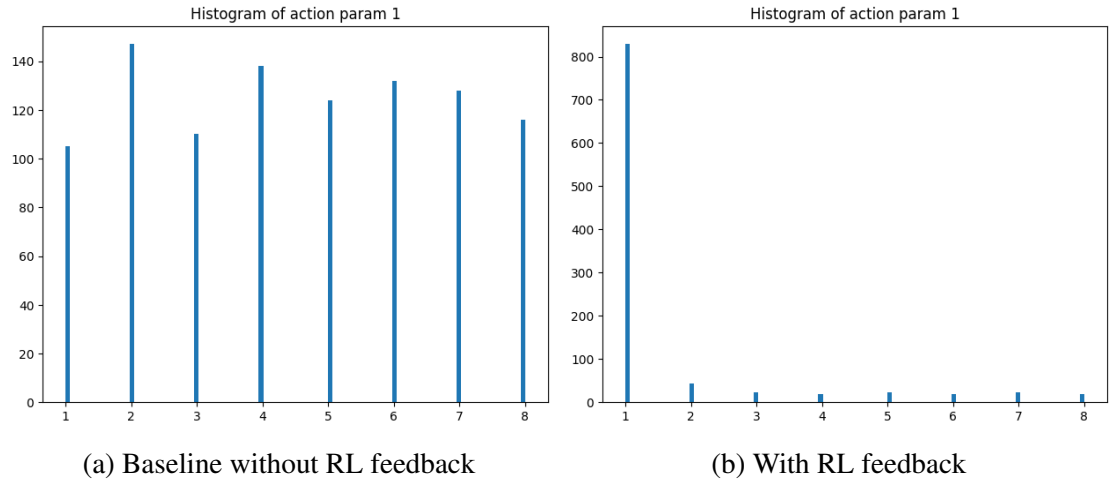 Histogram of action param 1
140
120
100
80
60
40
20
0
1 2 3 4 5 6 7 8
(a) Baseline without RL feedback
Histogram of action param 1
800
700
600
500
400
300
200
100
0
1 2 3 4 5 6 7 8
(b) With RL feedback